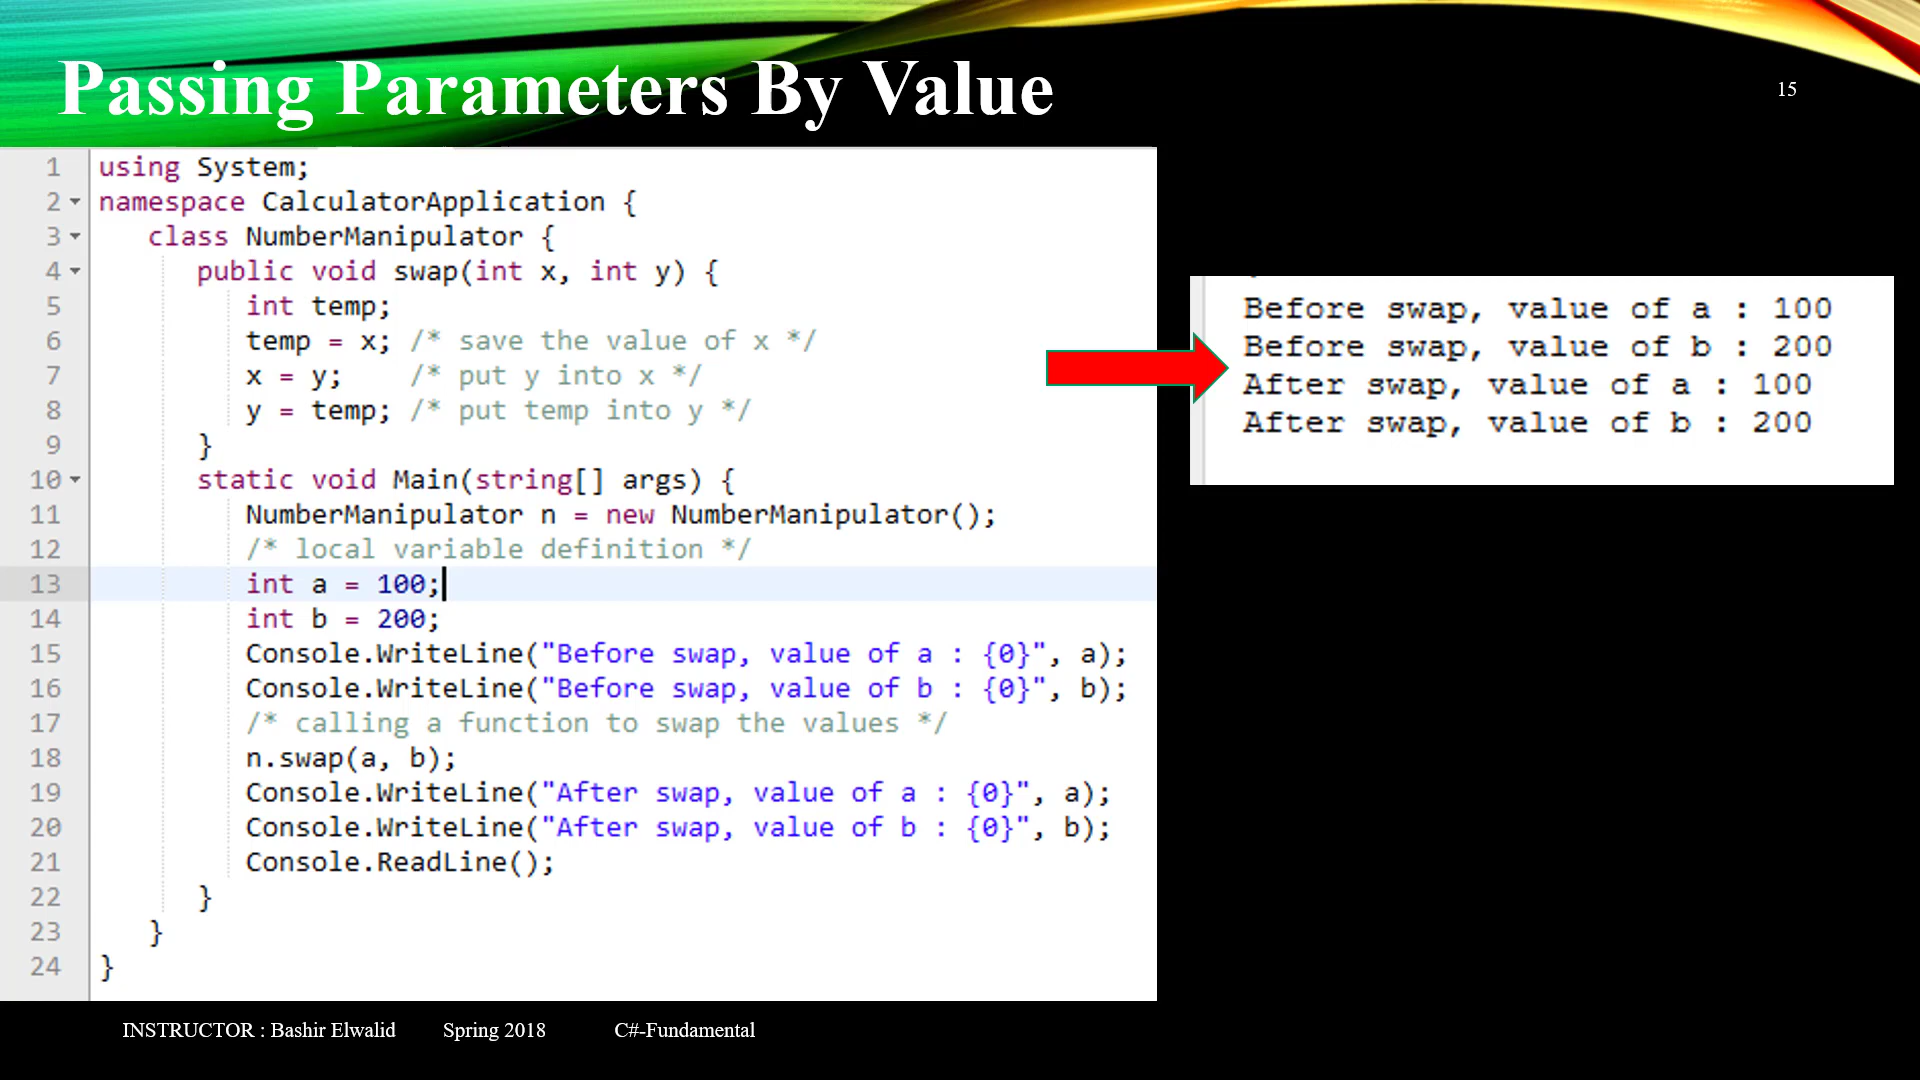 Passing Parameters By Value
15
1 using System;
2 namespace CalculatorApplication {
3 class NumberManipulator {
4 public void swap(int x, int y) {
5 int temp;
6 temp = x; /* save the value of x */
7 x = y; /* put y into x */
8 y = temp; /* put temp into y */
9 }
10 static void Main(string[] args) {
11 NumberManipulator n = new NumberManipulator();
12 /* local variable definition */
13 int a = 100;
14 int b = 200;
15 Console.WriteLine("Before swap, value of a : {0}", a);
16 Console.WriteLine("Before swap, value of b : {0}", b);
17 /* calling a function to swap the values */
18 n.swap(a, b);
19 Console.WriteLine("After swap, value of a : {0}", a);
20 Console.WriteLine("After swap, value of b : {0}", b);
21 Console.ReadLine();
22 }
23 }
24 }
Before swap, value of a : 100
Before swap, value of b : 200
After swap, value of a : 100
After swap, value of b : 200
INSTRUCTOR : Bashir Elwalid Spring 2018 C#-Fundamental